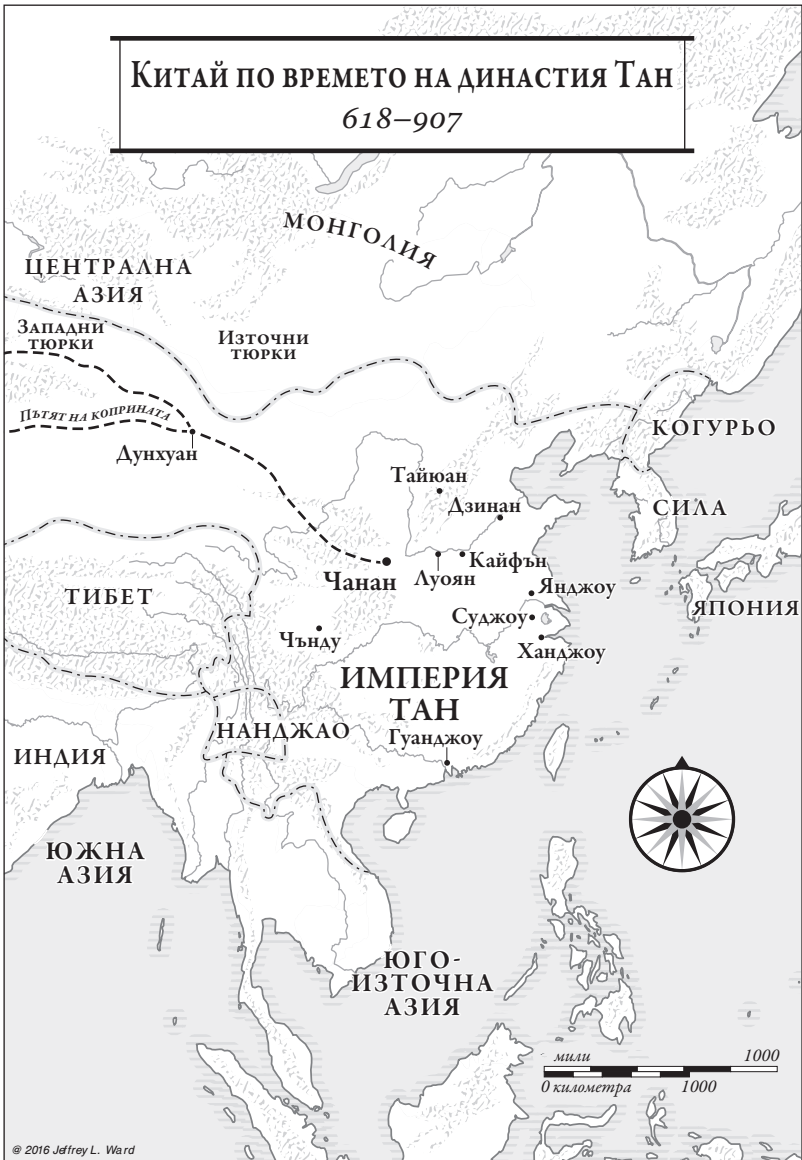 Китай по времето на династия Тан
618–907
МОНГОЛИЯ
ЦЕНТРАЛНА
АЗИЯ
Западни
тюрки
Източни
тюрки
Пътят на коприната
Дунхуан
КОГУРЬО
Тайюан
Дзинан
СИЛА
Чанан
Луоян
Кайфън
Янджоу
ТИБЕТ
ЯПОНИЯ
Суджоу
Чънду
Ханджоу
ИМПЕРИЯ
ТАН
НАНДЖАО
Гуанджоу
ИНДИЯ
ЮЖНА
АЗИЯ
ЮГО-
ИЗТОЧНА
АЗИЯ
мили 1000
0 километра 1000
@ 2016 Jeffrey L. Ward